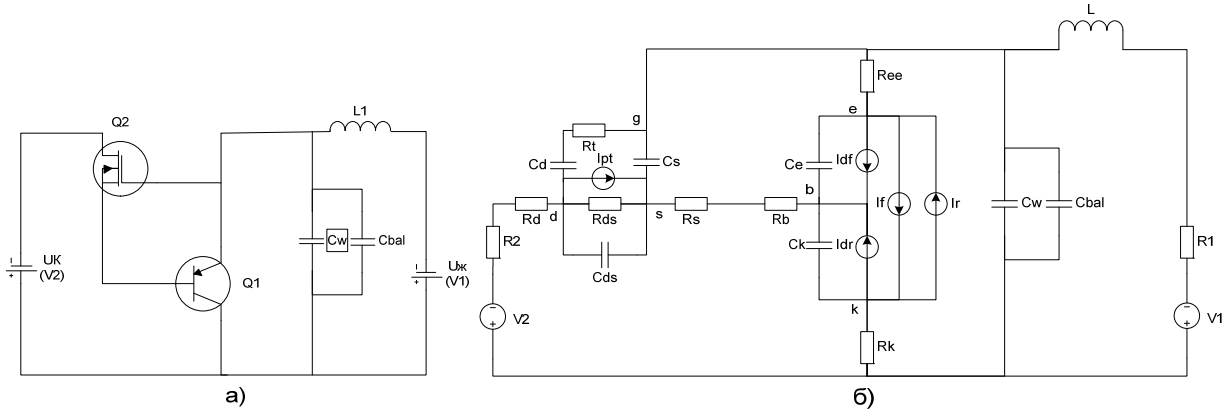 Q2
L1
UК
(V2)
Cw
Cbal
Uж
(V1)
Q1
а)
L
Ree
g
e
Rt
Ipt
Cd
Cs
Ce
Idf
b
If
Ir
Cw
Cbal
Rd
d
Rds
s
Rs
Rb
R2
Ck
Idr
R1
Cds
k
V2
V1
Rk
б)